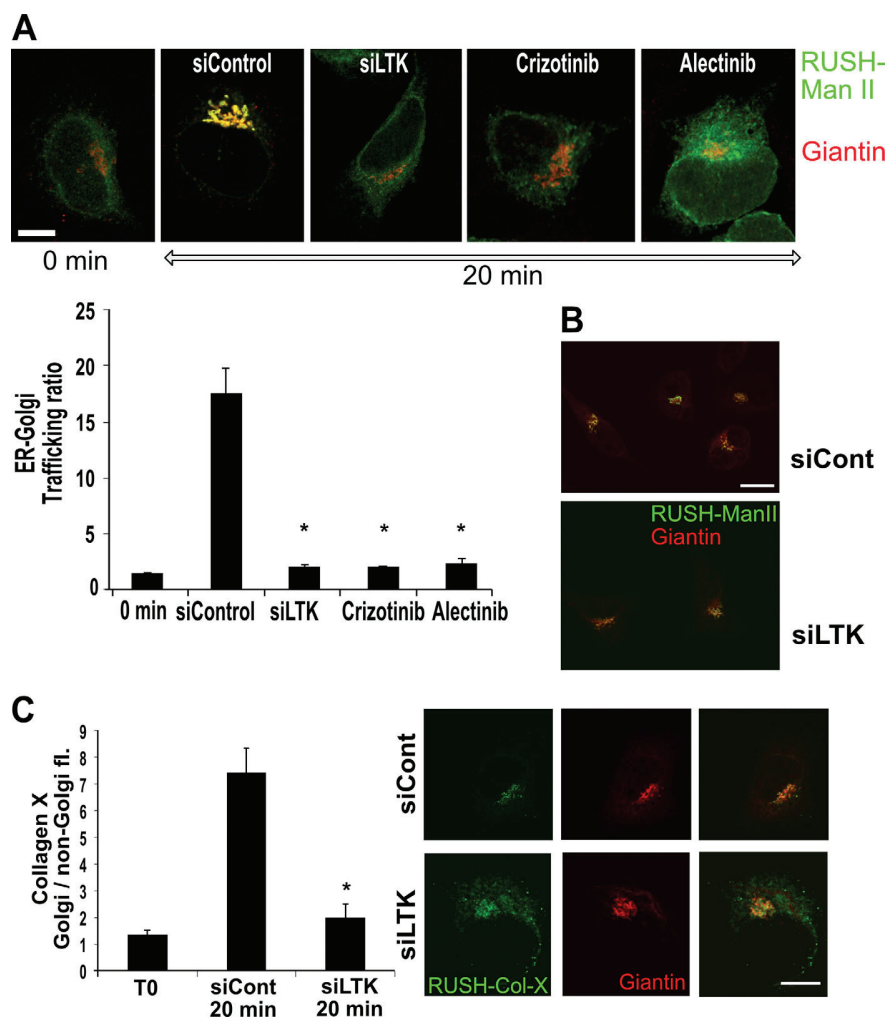 A
siControl
siLTK
Crizotinib
Alectinib
RUSH-
Man II
Giantin
0 min
20 min
ER-Golgi
Trafficking ratio
25
20
15
10
5
0
*
*
*
0 min
siControl
siLTK
Crizotinib
Alectinib
B
siCont
RUSH-ManII
Giantin
siLTK
C
Collagen X
Golgi / non-Golgi fl.
9
8
7
6
5
4
3
2
1
0
*
T0
siCont
20 min
siLTK
20 min
siCont
siLTK
RUSH-Col-X
Giantin